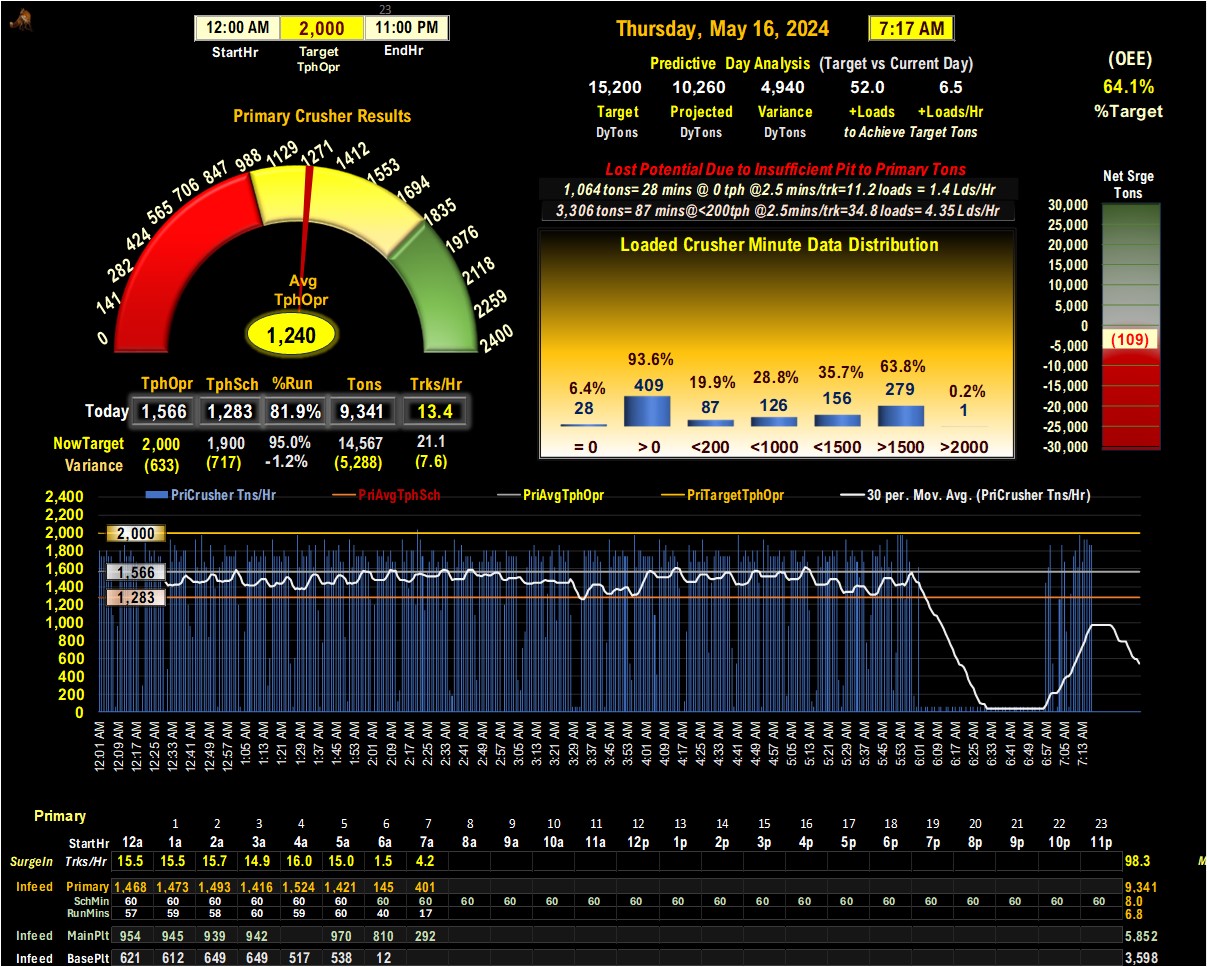 23
12:00 AM 2,000 11:00 PM
StartHr Target TphOpr EndHr
Thursday, May 16, 2024 7:17 AM
Predictive Day Analysis (Target vs Current Day)
15,200 10,260 4,940 52.0 6.5
Target Projected Variance +Loads +Loads/Hr
DyTons DyTons DyTons to Achieve Target Tons
(OEE)
64.1%
%Target
Primary Crusher Results
0 141 282 424 565 706 847 988 1129 1271 1412 1553 1694 1835 1976 2118 2259 2400
Avg
TphOpr
1,240
TphOpr TphSch %Run Tons Trks/Hr
Today 1,566 1,283 81.9% 9,341 13.4
NowTarget 2,000 1,900 95.0% 14,567 21.1
Variance (633) (717) -1.2% (5,288) (7.6)
Lost Potential Due to Insufficient Pit to Primary Tons
1,064 tons= 28 mins @ 0 tph @2.5 mins/trk=11.2 loads = 1.4 Lds/Hr
3,306 tons= 87 mins@<200tph @2.5mins/trk=34.8 loads= 4.35 Lds/Hr
Loaded Crusher Minute Data Distribution
6.4% 93.6% 19.9% 28.8% 35.7% 63.8% 0.2%
28 409 87 126 156 279 1
= 0 > 0 <200 <1000 <1500 >1500 >2000
Net Srge
Tons
30,000
25,000
20,000
15,000
10,000
5,000
0
(109)
-5,000
-10,000
-15,000
-20,000
-25,000
-30,000
PriCrusher Tns/Hr PriAvgTphSch PriAvgTphOpr PriTargetTphOpr 30 per. Mov. Avg. (PriCrusher Tns/Hr)
2,400
2,200
2,000 2,000
1,800
1,600 1,566
1,400
1,200 1,283
1,000
800
600
400
200
0
12:01 AM 12:09 AM 12:17 AM 12:25 AM 12:33 AM 12:41 AM 12:49 AM 12:57 AM 1:05 AM 1:13 AM 1:21 AM 1:29 AM 1:37 AM 1:45 AM 1:53 AM 2:01 AM 2:09 AM 2:17 AM 2:25 AM 2:33 AM 2:41 AM 2:49 AM 2:57 AM 3:05 AM 3:13 AM 3:21 AM 3:29 AM 3:37 AM 3:45 AM 3:53 AM 4:01 AM 4:09 AM 4:17 AM 4:25 AM 4:33 AM 4:41 AM 4:49 AM 4:57 AM 5:05 AM 5:13 AM 5:21 AM 5:29 AM 5:37 AM 5:45 AM 5:53 AM 6:01 AM 6:09 AM 6:17 AM 6:25 AM 6:33 AM 6:41 AM 6:49 AM 6:57 AM 7:05 AM 7:13 AM
Primary
1 2 3 4 5 6 7 8 9 10 11 12 13 14 15 16 17 18 19 20 21 22 23
StartHr 12a 1a 2a 3a 4a 5a 6a 7a 8a 9a 10a 11a 12p 1p 2p 3p 4p 5p 6p 7p 8p 9p 10p 11p
SurgeIn Trks/Hr 15.5 15.5 15.7 14.9 16.0 15.0 1.5 4.2 98.3 M
Infeed Primary 1,468 1,473 1,493 1,416 1,524 1,421 145 401 9,341
SchMin 60 60 60 60 60 60 60 60 60 60 60 60 60 60 60 60 60 60 60 60 60 60 60 60 8.0
RunMins 57 59 58 60 59 60 40 17 6.8
Infeed MainPlt 954 945 939 942 970 810 292 5,852
Infeed BasePlt 621 612 649 649 517 538 12 3,598